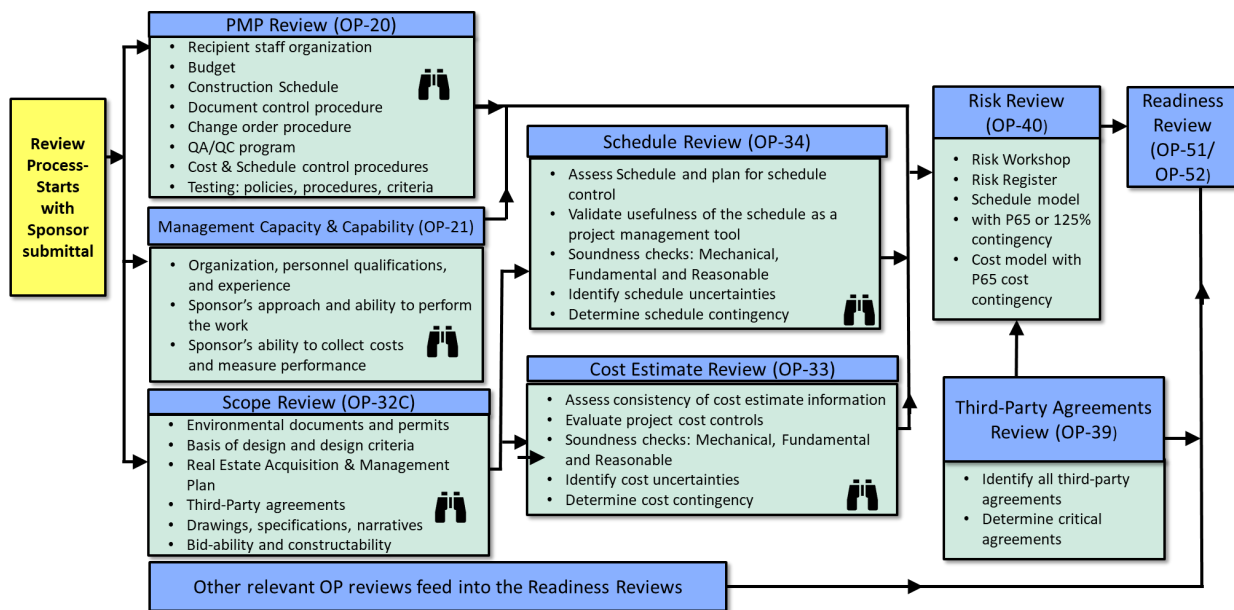 Review
Process-
Starts
with
Sponsor
submittal
PMP Review (OP-20)
• Recipient staff organization
• Budget
• Construction Schedule
• Document control procedure
• Change order procedure
• QA/QC program
• Cost & Schedule control procedures
• Testing: policies, procedures, criteria
Management Capacity & Capability (OP-21)
• Organization, personnel qualifications,
and experience
• Sponsor's approach and ability to perform
the work
• Sponsor's ability to collect costs
and measure performance
Scope Review (OP-32C)
• Environmental documents and permits
• Basis of design and design criteria
• Real Estate Acquisition & Management
Plan
• Third-Party agreements
• Drawings, specifications, narratives
• Bid-ability and constructability
Schedule Review (OP-34)
• Assess Schedule and plan for schedule
control
• Validate usefulness of the schedule as a
project management tool
• Soundness checks: Mechanical,
Fundamental and Reasonable
• Identify schedule uncertainties
• Determine schedule contingency
Cost Estimate Review (OP-33)
• Assess consistency of cost estimate information
• Evaluate project cost controls
• Soundness checks: Mechanical, Fundamental
and Reasonable
• Identify cost uncertainties
• Determine cost contingency
Risk Review
(OP-40)
• Risk Workshop
• Risk Register
• Schedule model
• with P65 or 125%
contingency
• Cost model with
P65 cost
contingency
Readiness
Review
(OP-51/
OP-52)
Third-Party Agreements
Review (OP-39)
• Identify all third-party
agreements
• Determine critical
agreements
Other relevant OP reviews feed into the Readiness Reviews